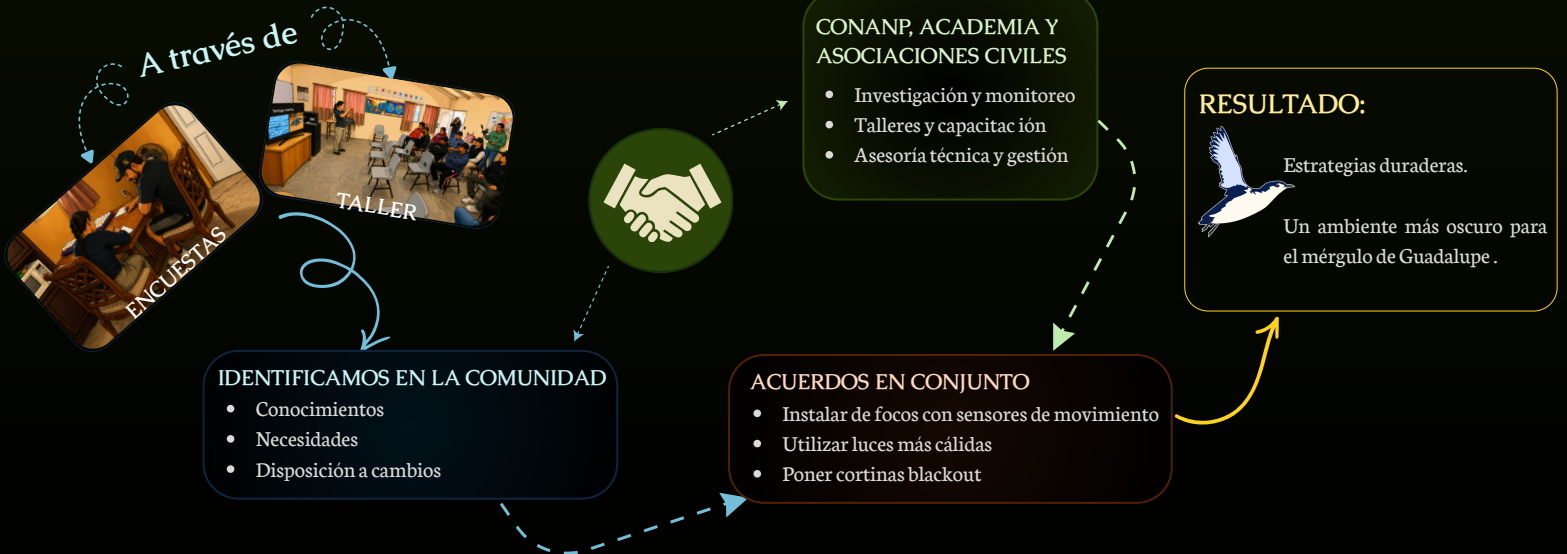 A través de
ENCUESTAS
TALLER
IDENTIFICAMOS EN LA COMUNIDAD
• Conocimientos
• Necesidades
• Disposición a cambios
CONANP, ACADEMIA Y
ASOCIACIONES CIVILES
• Investigación y monitoreo
• Talleres y capacitac ión
• Asesoría técnica y gestión
ACUERDOS EN CONJUNTO
• Instalar de focos con sensores de movimiento
• Utilizar luces más cálidas
• Poner cortinas blackout
RESULTADO:
Estrategias duraderas.
Un ambiente más oscuro para
el mérgulo de Guadalupe .